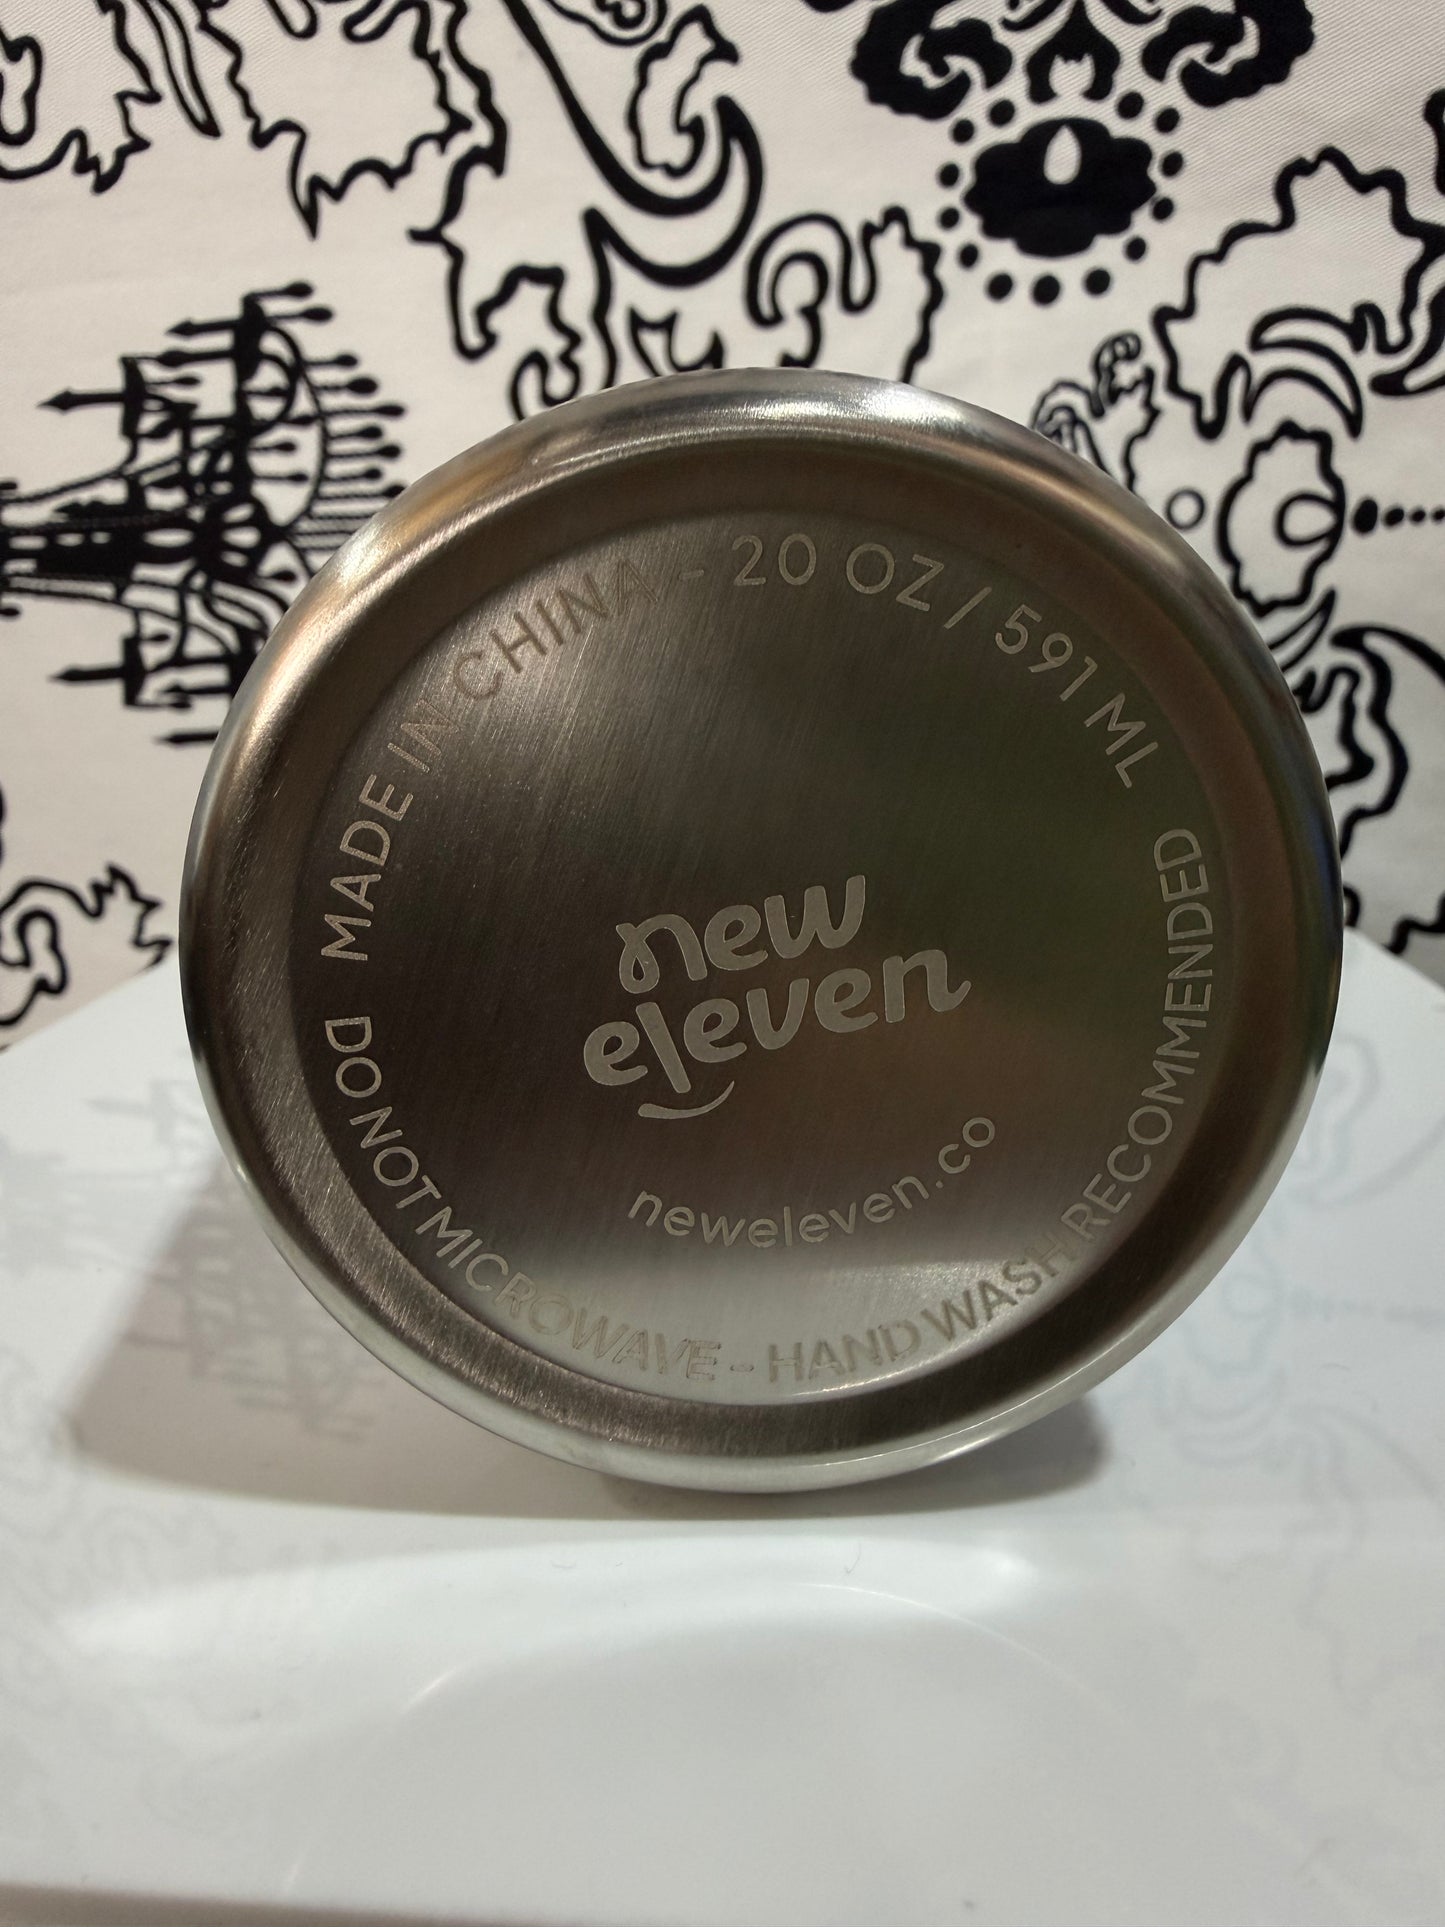 MADE IN CHINA - 20 OZ / 591 ML
new
eleven
neweleven.co
DO NOT MICROWAVE - HAND WASH RECOMMENDED